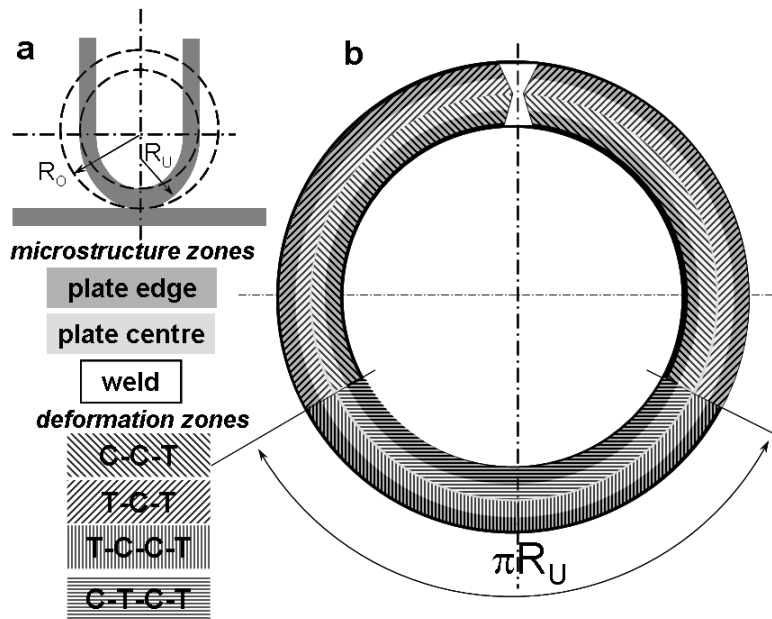 a
b
R_O
R_U
microstructure zones
plate edge
plate centre
weld
deformation zones
C-C-T
T-C-T
T-C-C-T
C-T-C-T
πR_U